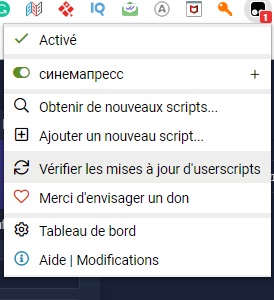 IQ
A
1
Activé
синемапресс +
Obtenir de nouveaux scripts...
Ajouter un nouveau script...
Vérifier les mises à jour d'userscripts
Merci d'envisager un don
Tableau de bord
Aide | Modifications